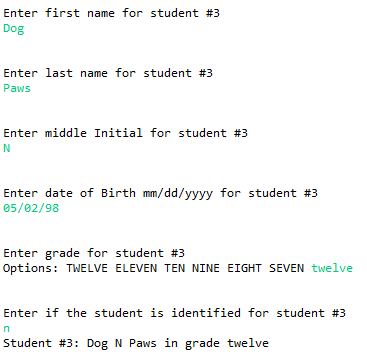 Enter first name for student #3
Dog
Enter last name for student #3
Paws
Enter middle Initial for student #3
N
Enter date of Birth mm/dd/yyyy for student #3
05/02/98
Enter grade for student #3
Options: TWELVE ELEVEN TEN NINE EIGHT SEVEN twelve
Enter if the student is identified for student #3
n
Student #3: Dog N Paws in grade twelve